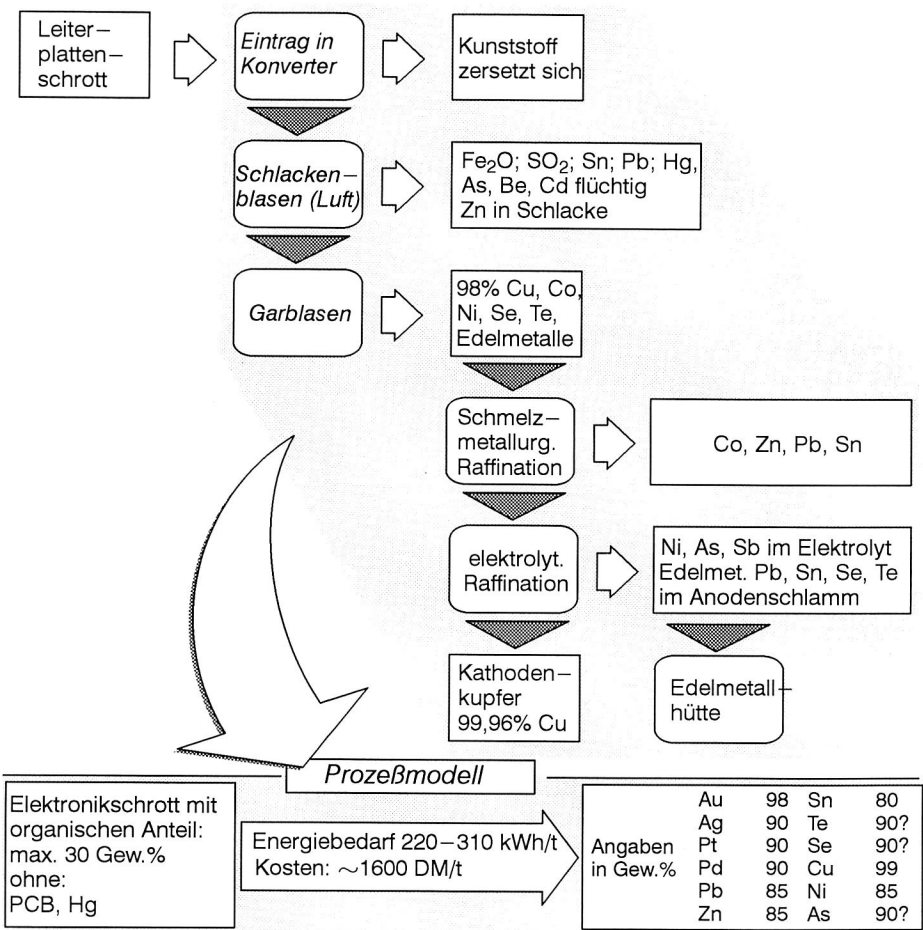 Leiter–
platten–
schrott
Eintrag in
Konverter
Kunststoff
zersetzt sich
Schlacken–
blasen (Luft)
Fe₂O; SO₂; Sn; Pb; Hg,
As, Be, Cd flüchtig
Zn in Schlacke
Garblasen
98% Cu, Co,
Ni, Se, Te,
Edelmetalle
Schmelz–
metallurg.
Raffination
Co, Zn, Pb, Sn
elektrolyt.
Raffination
Ni, As, Sb im Elektrolyt
Edelmet. Pb, Sn, Se, Te
im Anodenschlamm
Kathoden–
kupfer
99,96% Cu
Edelmetall–
hütte
Prozeßmodell
Elektronikschrott mit
organischen Anteil:
max. 30 Gew.%
ohne:
PCB, Hg
Energiebedarf 220–310 kWh/t
Kosten: ~1600 DM/t
Angaben
in Gew.%
Au 98 Sn 80
Ag 90 Te 90?
Pt 90 Se 90?
Pd 90 Cu 99
Pb 85 Ni 85
Zn 85 As 90?